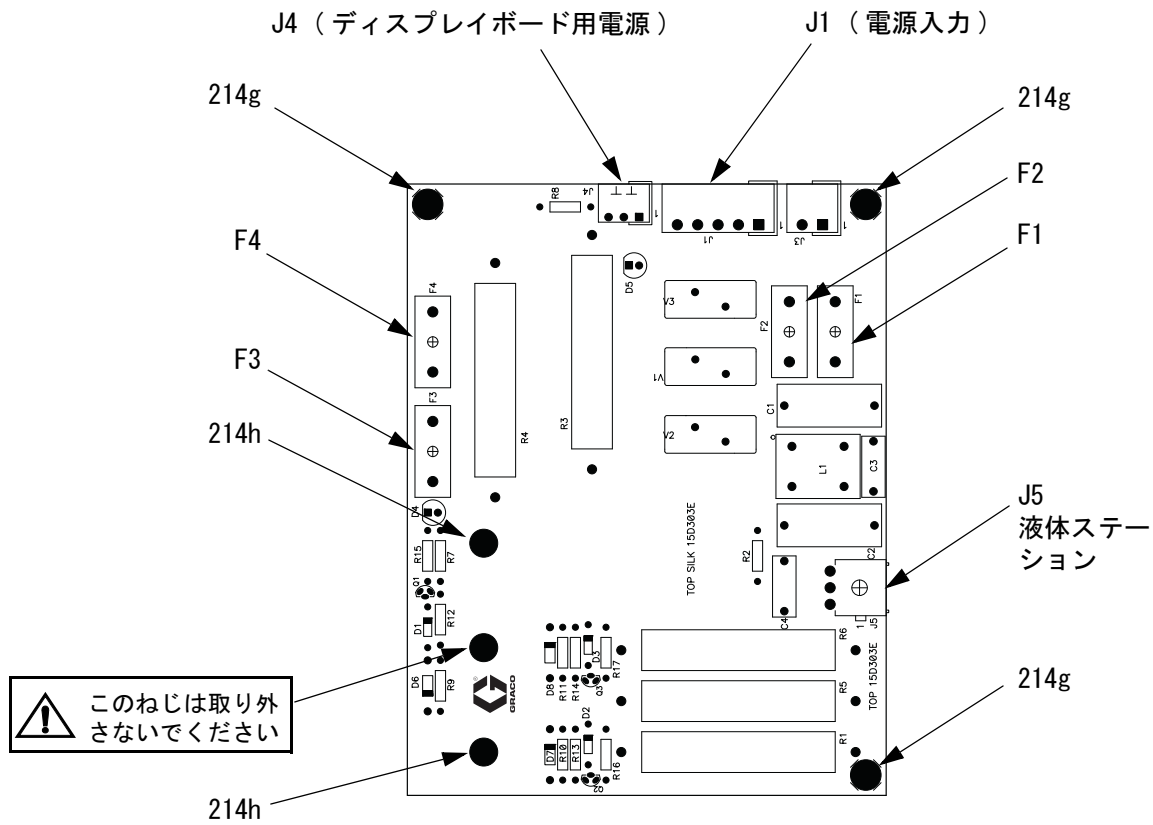 J4 ( ディスプレイボード用電源 )
J1 ( 電源入力 )
214g
214g
F2
F4
F1
F3
214h
J5
液体ステー
ション
このねじは取り外
さないでください
214g
214h
R8
J4
1
J1
1
J3
1
D5
F4
F3
R4
R3
V3
V1
V2
F2
F1
C1
L1
C3
C2
D4
R15
R7
Q1
D1
R12
D6
R9
GRACO
TOP SILK 15D303E
R2
C4
1
J5
D8
R11
R14
D3
Q3
R17
D7
R10
R13
D2
Q2
R16
R6
R5
R1
TOP 15D303E